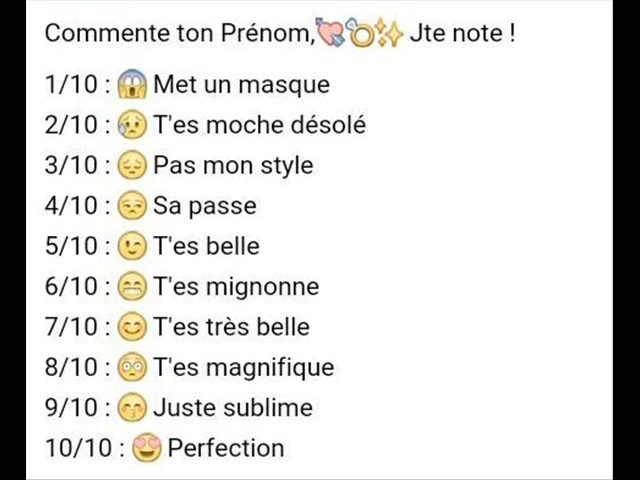 Commente ton Prénom,💘💍✨ Jte note !
1/10 : 😱 Met un masque
2/10 : 😢 T'es moche désolé
3/10 : 😔 Pas mon style
4/10 : 😒 Sa passe
5/10 : 😉 T'es belle
6/10 : 😁 T'es mignonne
7/10 : 😊 T'es très belle
8/10 : 😳 T'es magnifique
9/10 : 😙 Juste sublime
10/10 : 😍 Perfection